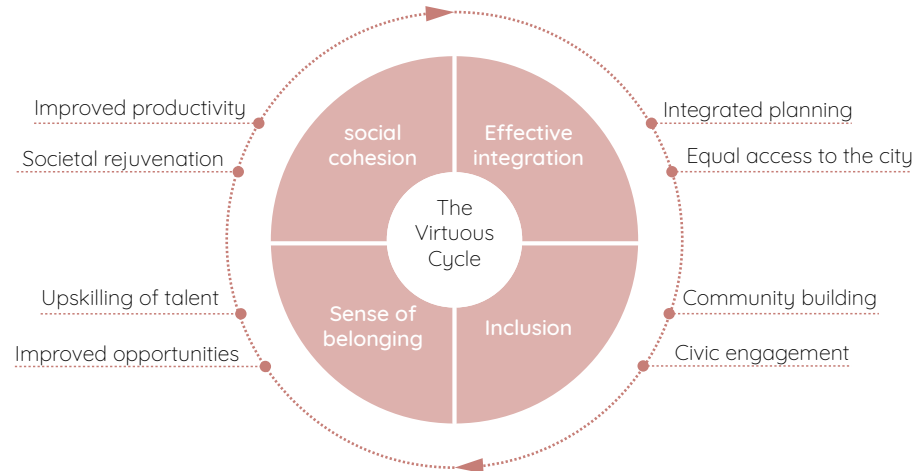 Improved productivity
Societal rejuvenation
Upskilling of talent
Improved opportunities
social
cohesion
Effective
integration
The
Virtuous
Cycle
Sense of
belonging
Inclusion
Integrated planning
Equal access to the city
Community building
Civic engagement